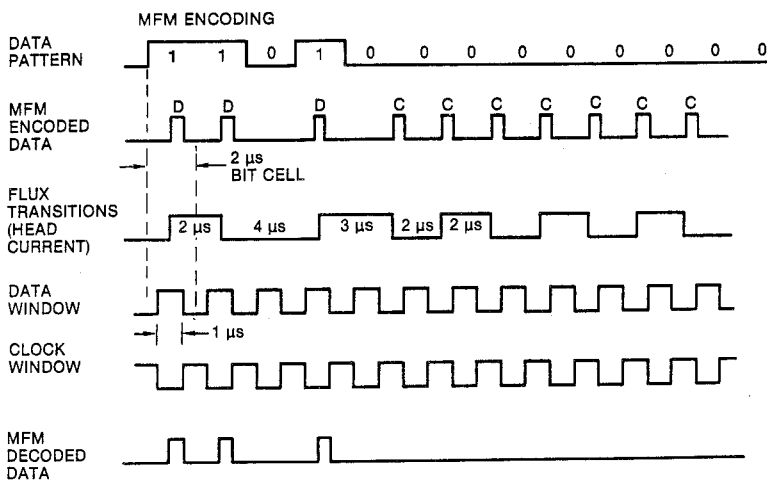 MFM ENCODING
DATA
PATTERN
1 1 0 1 0 0 0 0 0 0 0 0 0
MFM
ENCODED
DATA
D D D C C C C C C C
2 µs
BIT CELL
FLUX
TRANSITIONS
(HEAD
CURRENT)
2 µs 4 µs 3 µs 2 µs 2 µs
DATA
WINDOW
1 µs
CLOCK
WINDOW
MFM
DECODED
DATA